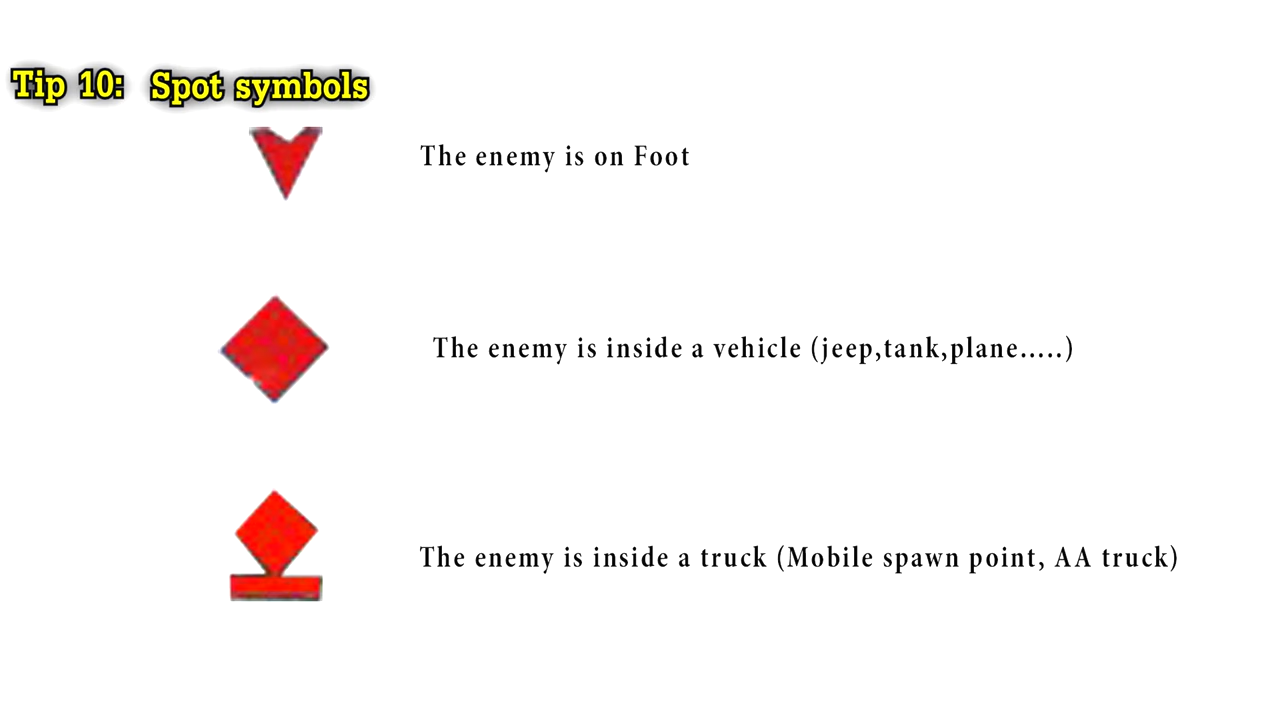 Tip 10: Spot symbols
The enemy is on Foot
The enemy is inside a vehicle (jeep,tank,plane.....)
The enemy is inside a truck (Mobile spawn point, AA truck)